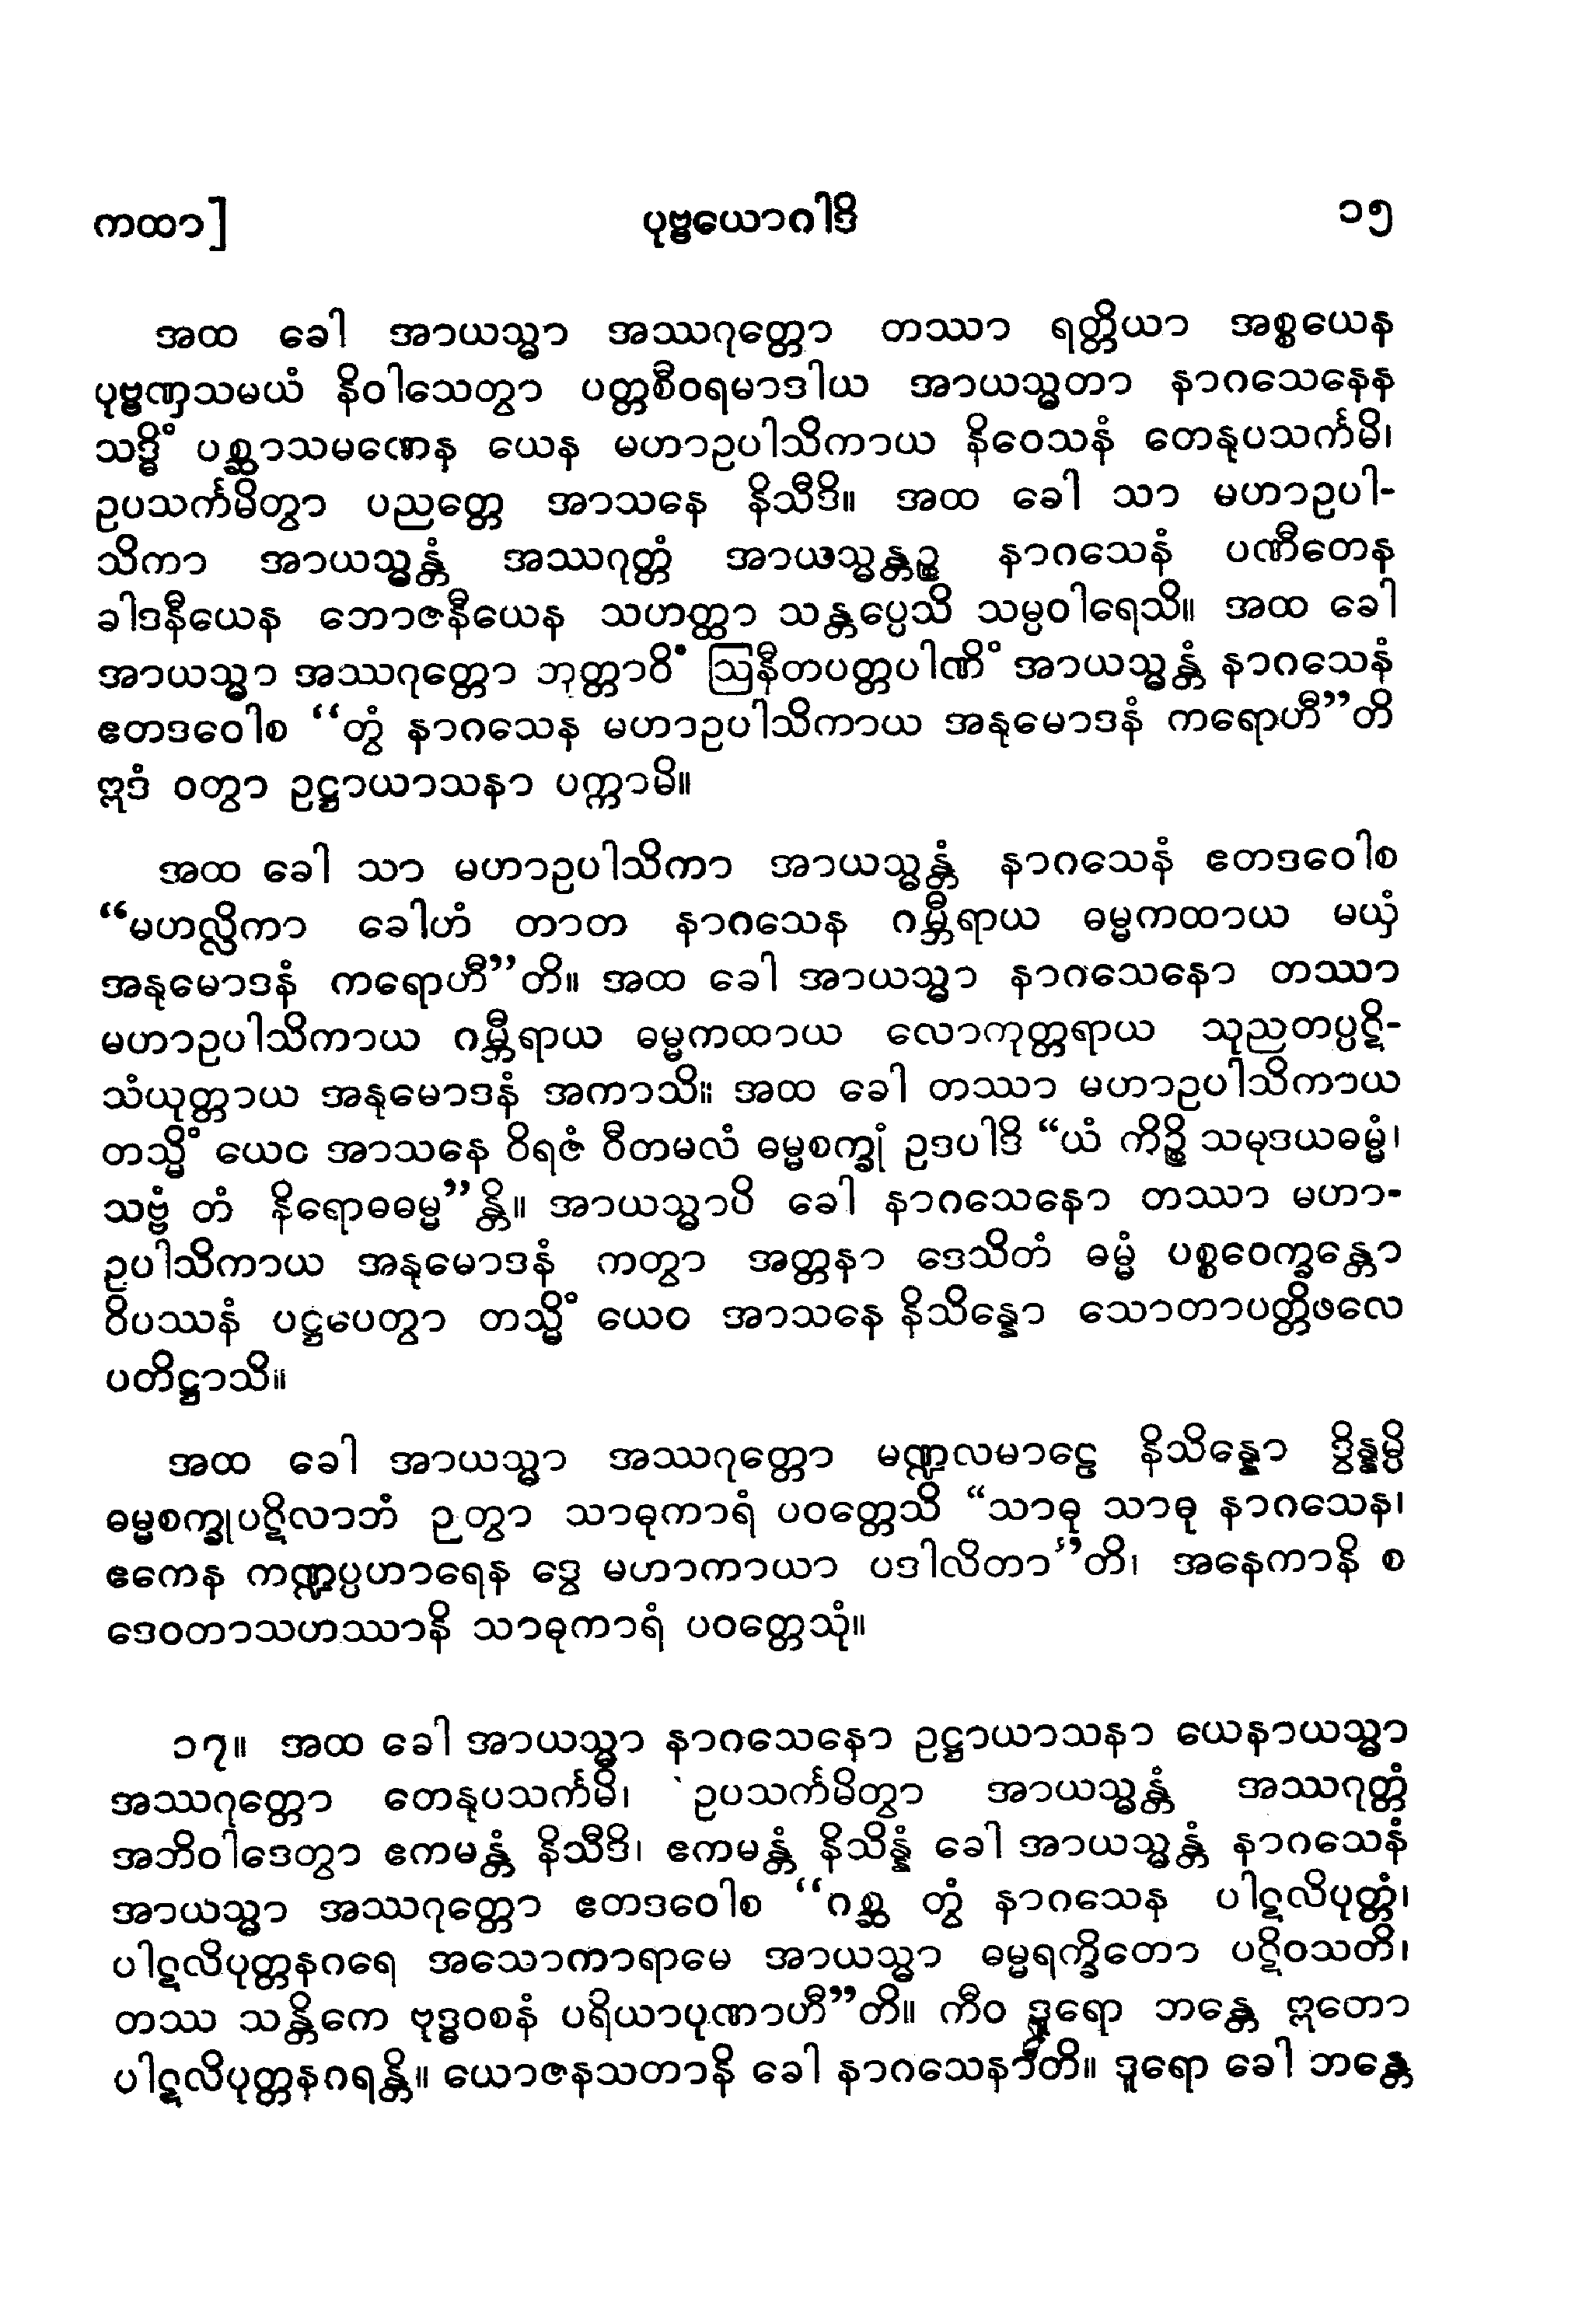 ကထာ]
ပုဗ္ဗယောဂါဒိ
၁၅
အထ ခေါ အာယသ္မာ အဿဂုတ္တော တဿာ ရတ္တိယာ အစ္စယေန
ပုဗ္ဗဏှသမယံ နိဝါသေတွာ ပတ္တစီဝရမာဒါယ အာယသ္မတာ နာဂသေနေန
သဒ္ဓိံ ပစ္ဆာသမဏေန ယေန မဟာဥပါသိကာယ နိဝေသနံ တေနုပသင်္ကမိ၊
ဥပသင်္ကမိတွာ ပညတ္တေ အာသနေ နိသီဒိ။ အထ ခေါ သာ မဟာဥပါ-
သိကာ အာယသ္မန္တံ အဿဂုတ္တံ အာယသ္မန္တဉ္စ နာဂသေနံ ပဏီတေန
ခါဒနီယေန ဘောဇနီယေန သဟတ္ထာ သန္တပ္ပေသိ သမ္ပဝါရေသိ။ အထ ခေါ
အာယသ္မာ အဿဂုတ္တော ဘုတ္တာဝိံ ဩနီတပတ္တပါဏိံ အာယသ္မန္တံ နာဂသေနံ
ဧတဒဝေါစ “တွံ နာဂသေန မဟာဥပါသိကာယ အနုမောဒနံ ကရောဟီ”တိ
ဣဒံ ဝတွာ ဥဋ္ဌာယာသနာ ပက္ကာမိ။
အထ ခေါ သာ မဟာဥပါသိကာ အာယသ္မန္တံ နာဂသေနံ ဧတဒဝေါစ
“မဟလ္လိကာ ခေါဟံ တာတ နာဂသေန ဂမ္ဘီရာယ ဓမ္မကထာယ မယှံ
အနုမောဒနံ ကရောဟီ”တိ။ အထ ခေါ အာယသ္မာ နာဂသေနော တဿာ
မဟာဥပါသိကာယ ဂမ္ဘီရာယ ဓမ္မကထာယ လောကုတ္တရာယ သုညတပ္ပဋိ-
သံယုတ္တာယ အနုမောဒနံ အကာသိ။ အထ ခေါ တဿာ မဟာဥပါသိကာယ
တသ္မိံ ယေဝ အာသနေ ဝိရဇံ ဝီတမလံ ဓမ္မစက္ခုံ ဥဒပါဒိ “ယံ ကိဉ္စိ သမုဒယဓမ္မံ၊
သဗ္ဗံ တံ နိရောဓဓမ္မ”န္တိ။ အာယသ္မာပိ ခေါ နာဂသေနော တဿာ မဟာ-
ဥပါသိကာယ အနုမောဒနံ ကတွာ အတ္တနာ ဒေသိတံ ဓမ္မံ ပစ္စဝေက္ခန္တော
ဝိပဿနံ ပဋ္ဌပေတွာ တသ္မိံ ယေဝ အာသနေ နိသိန္နော သောတာပတ္တိဖလေ
ပတိဋ္ဌာသိ။
အထ ခေါ အာယသ္မာ အဿဂုတ္တော မဏ္ဍလမာဠေ နိသိန္နော ဒွိန္နမ္ပိ
ဓမ္မစက္ခုပဋိလာဘံ ဉတွာ သာဓုကာရံ ပဝတ္တေသိ “သာဓု သာဓု နာဂသေန၊
ဧကေန ကဏ္ဍပ္ပဟာရေန ဒွေ မဟာကာယာ ပဒါလိတာ”တိ၊ အနေကာနိ စ
ဒေဝတာသဟဿာနိ သာဓုကာရံ ပဝတ္တေသုံ။
၁၇။ အထ ခေါ အာယသ္မာ နာဂသေနော ဥဋ္ဌာယာသနာ ယေနာယသ္မာ
အဿဂုတ္တော တေနုပသင်္ကမိ၊ ဥပသင်္ကမိတွာ အာယသ္မန္တံ အဿဂုတ္တံ
အဘိဝါဒေတွာ ဧကမန္တံ နိသီဒိ၊ ဧကမန္တံ နိသိန္နံ ခေါ အာယသ္မန္တံ နာဂသေနံ
အာယသ္မာ အဿဂုတ္တော ဧတဒဝေါစ “ဂစ္ဆ တွံ နာဂသေန ပါဋလိပုတ္တံ၊
ပါဋလိပုတ္တနဂရေ အသောကာရာမေ အာယသ္မာ ဓမ္မရက္ခိတော ပဋိဝသတိ၊
တဿ သန္တိကေ ဗုဒ္ဓဝစနံ ပရိယာပုဏာဟီ”တိ။ ကီဝ ဒူရော ဘန္တေ ဣတော
ပါဋလိပုတ္တနဂရန္တိ။ ယောဇနသတာနိ ခေါ နာဂသေနာတိ။ ဒူရော ခေါ ဘန္တေ